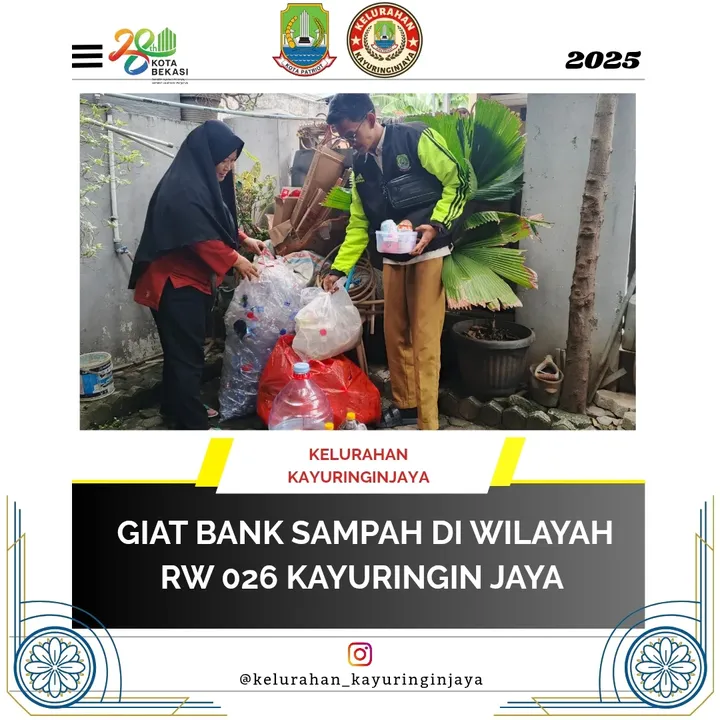 28th
KOTA
BEKASI
KOTA PATRIOT
KELURAHAN
KAYURINGINJAYA
2025
KELURAHAN
KAYURINGINJAYA
GIAT BANK SAMPAH DI WILAYAH
RW 026 KAYURINGIN JAYA
@kelurahan_kayuringinjaya